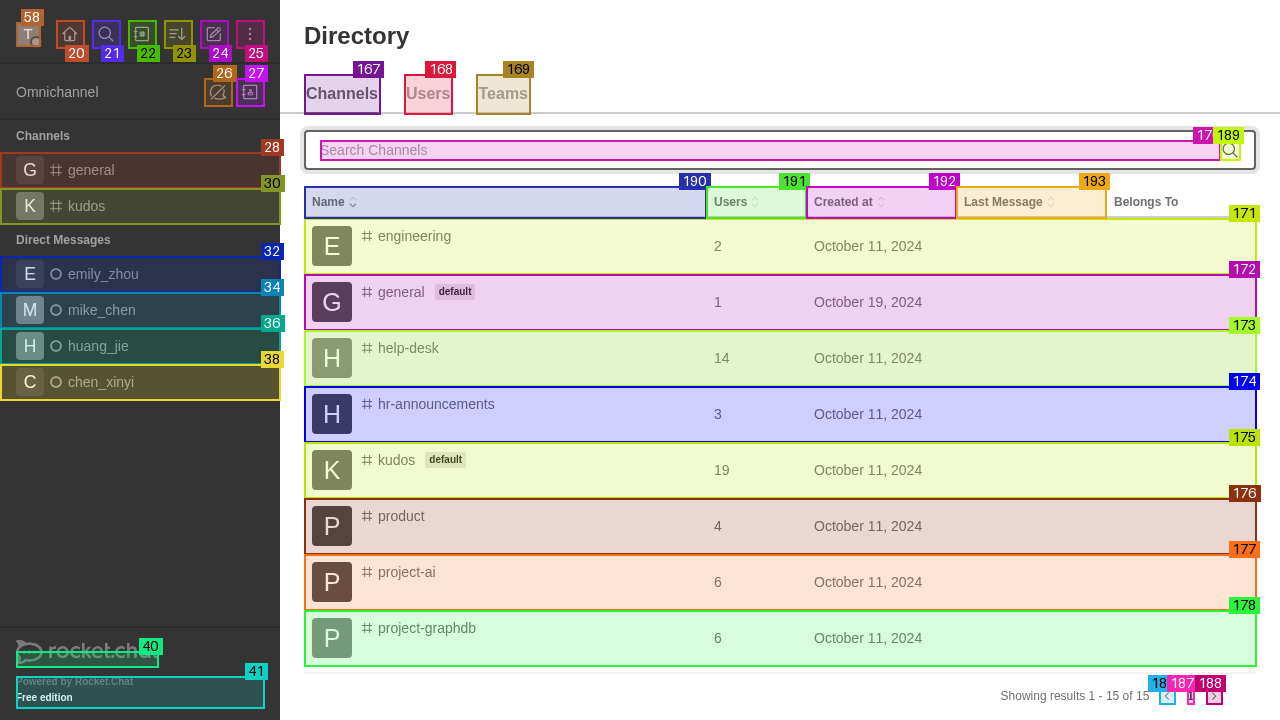 58
T
20
21
22
23
24
25
Omnichannel
26
27
Channels
28
G general
30
K kudos
Direct Messages
32
E emily_zhou
34
M mike_chen
36
H huang_jie
38
C chen_xinyi
40
rocket.chat
41
Powered by Rocket.Chat
Free edition
Directory
167
168
169
Channels Users Teams
17
189
Search Channels
190
191
192
193
Name Users Created at Last Message Belongs To
171
E engineering 2 October 11, 2024
172
G general default 1 October 19, 2024
173
H help-desk 14 October 11, 2024
174
H hr-announcements 3 October 11, 2024
175
K kudos default 19 October 11, 2024
176
P product 4 October 11, 2024
177
P project-ai 6 October 11, 2024
178
P project-graphdb 6 October 11, 2024
18
187
188
Showing results 1 - 15 of 15 1